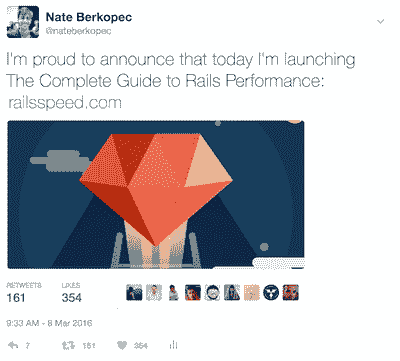 Nate Berkopec
@nateberkopec
I'm proud to announce that today I'm launching
The Complete Guide to Rails Performance:
railsspeed.com
RETWEETS LIKES
161 354
9:33 AM - 8 Mar 2016
7 161 354